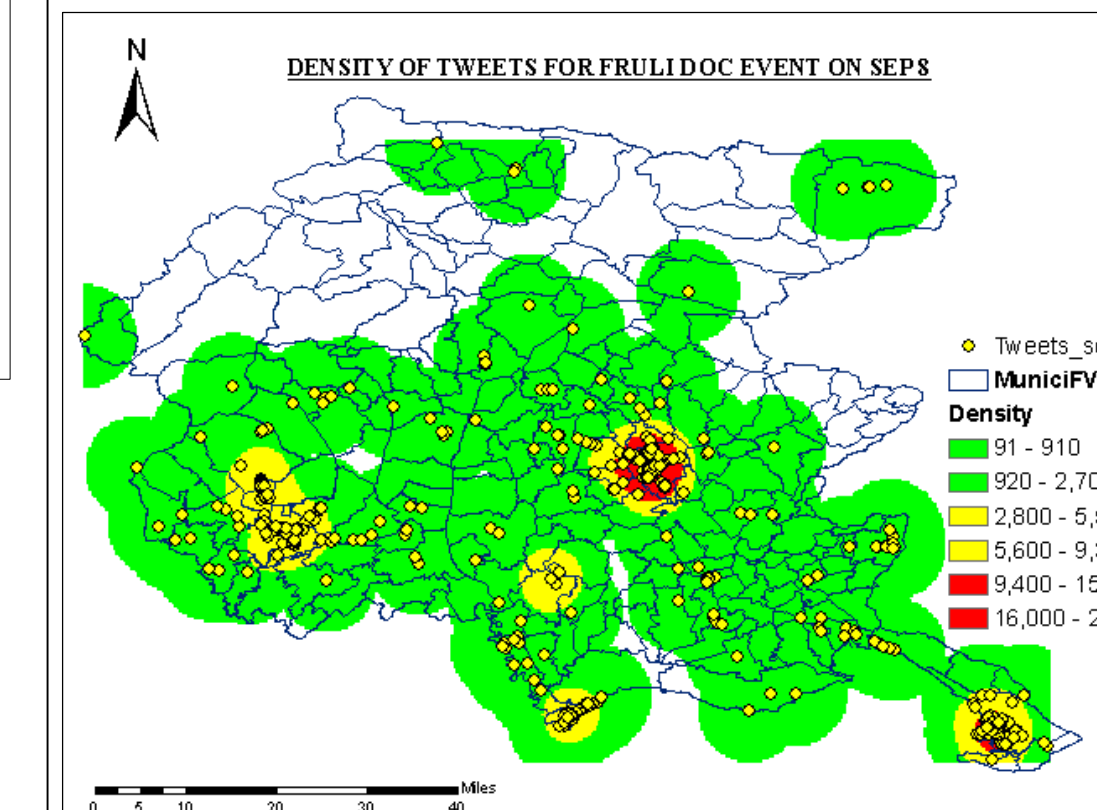 N
DENSITY OF TWEETS FOR FRULI DOC EVENT ON SEP 8
Tweets_s
MuniciFV
Density
91 - 910
920 - 2,70
2,800 - 5,
5,600 - 9,
9,400 - 15
16,000 - 2
Miles
0 5 10 20 30 40